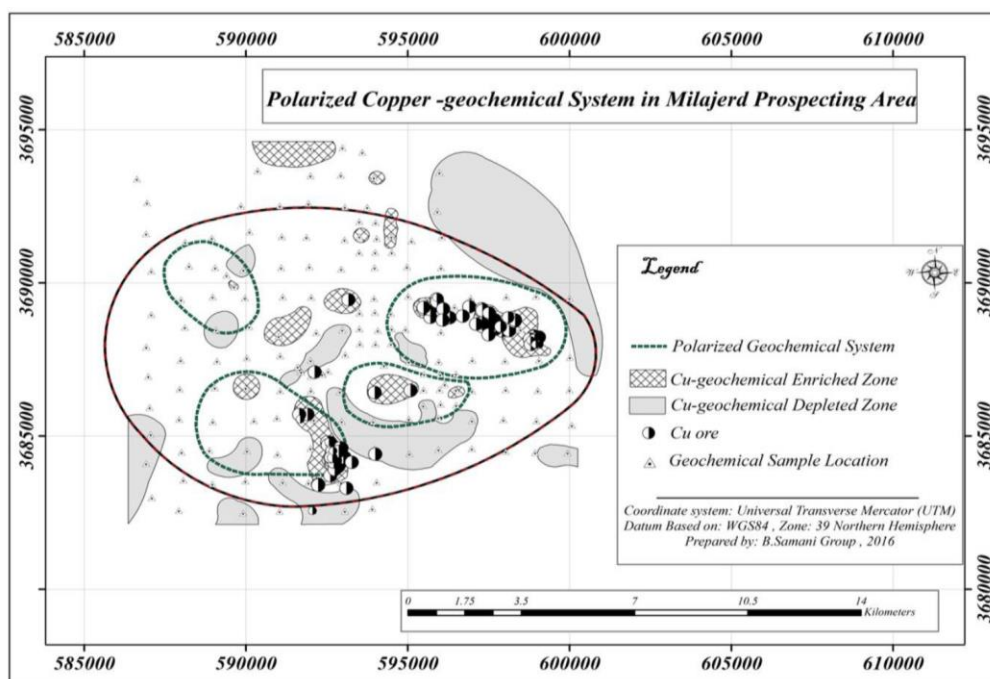 585000 590000 595000 600000 605000 610000
Polarized Copper -geochemical System in Milajerd Prospecting Area
3695000 3695000
3690000 3690000
3685000 3685000
3680000 3680000
Legend
Polarized Geochemical System
Cu-geochemical Enriched Zone
Cu-geochemical Depleted Zone
Cu ore
Geochemical Sample Location
Coordinate system: Universal Transverse Mercator (UTM)
Datum Based on: WGS84 , Zone: 39 Northern Hemisphere
Prepared by: B.Samani Group , 2016
0 1.75 3.5 7 10.5 14
Kilometers
585000 590000 595000 600000 605000 610000